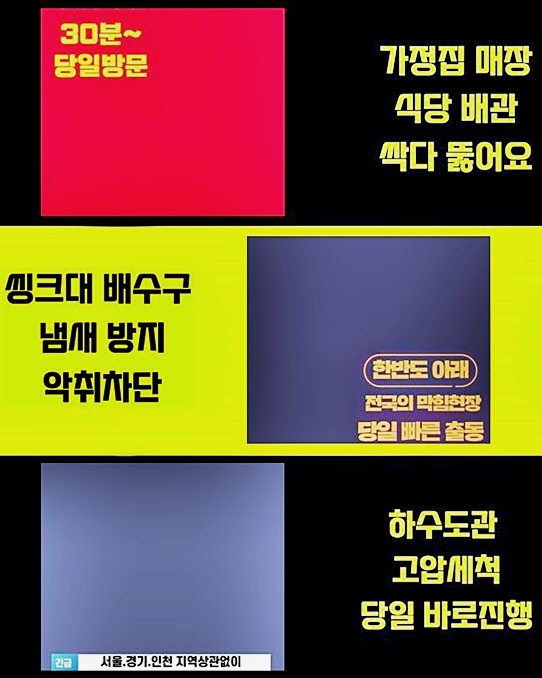 30분~
당일방문
가정집 매장
식당 배관
싹다 뚫어요
씽크대 배수구
냄새 방지
악취차단
한반도 아래
전국의 막힘현장
당일 빠른 출동
하수도관
고압세척
당일 바로진행
긴급 서울.경기.인천 지역상관없이